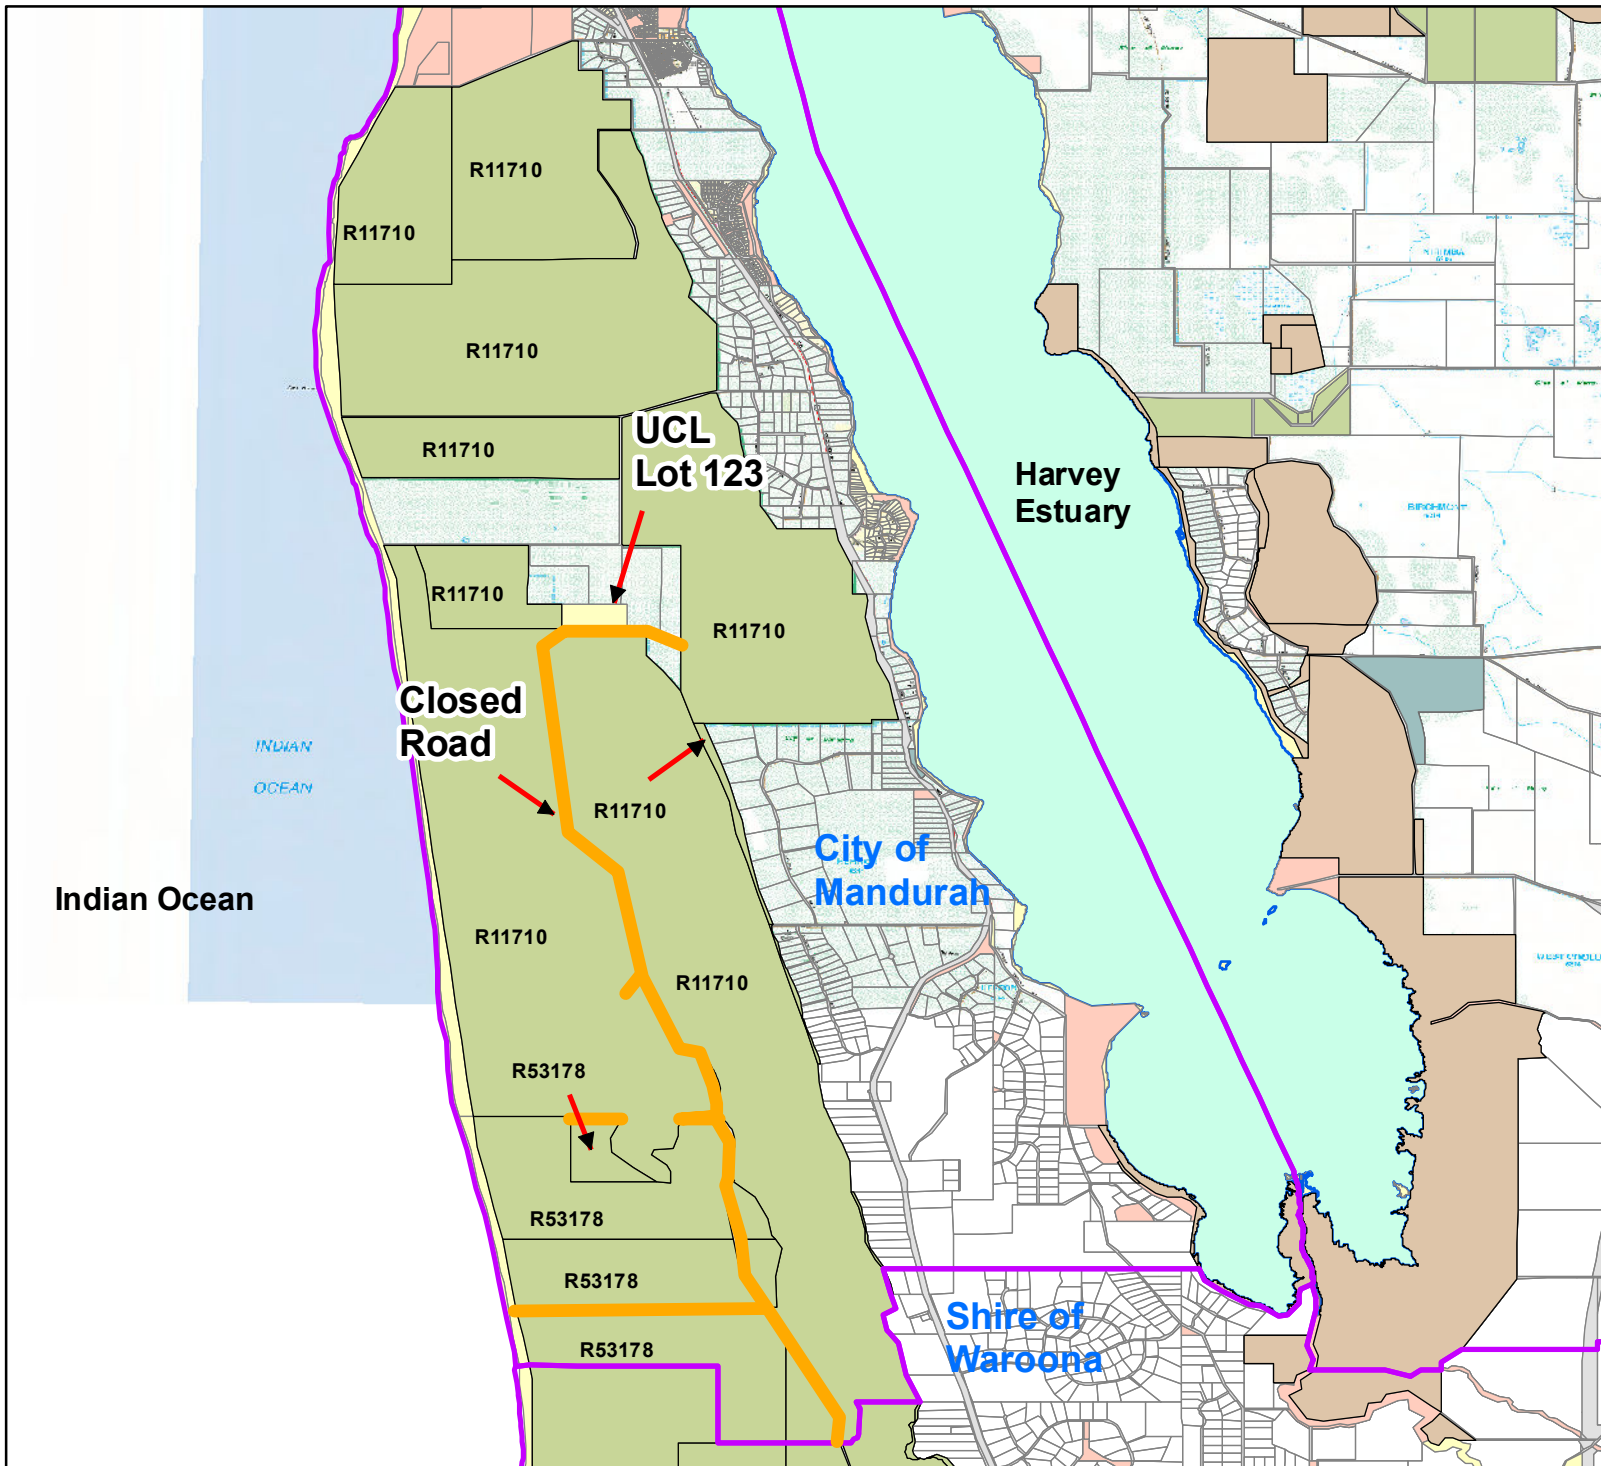 R11710
R11710
R11710
UCL
Lot 123
R11710
Harvey
Estuary
R11710
R11710
Closed
Road
INDIAN
OCEAN
R11710
City of
Mandurah
Indian Ocean
R11710
R11710
R53178
R53178
R53178
Shire of
Waroona
R53178